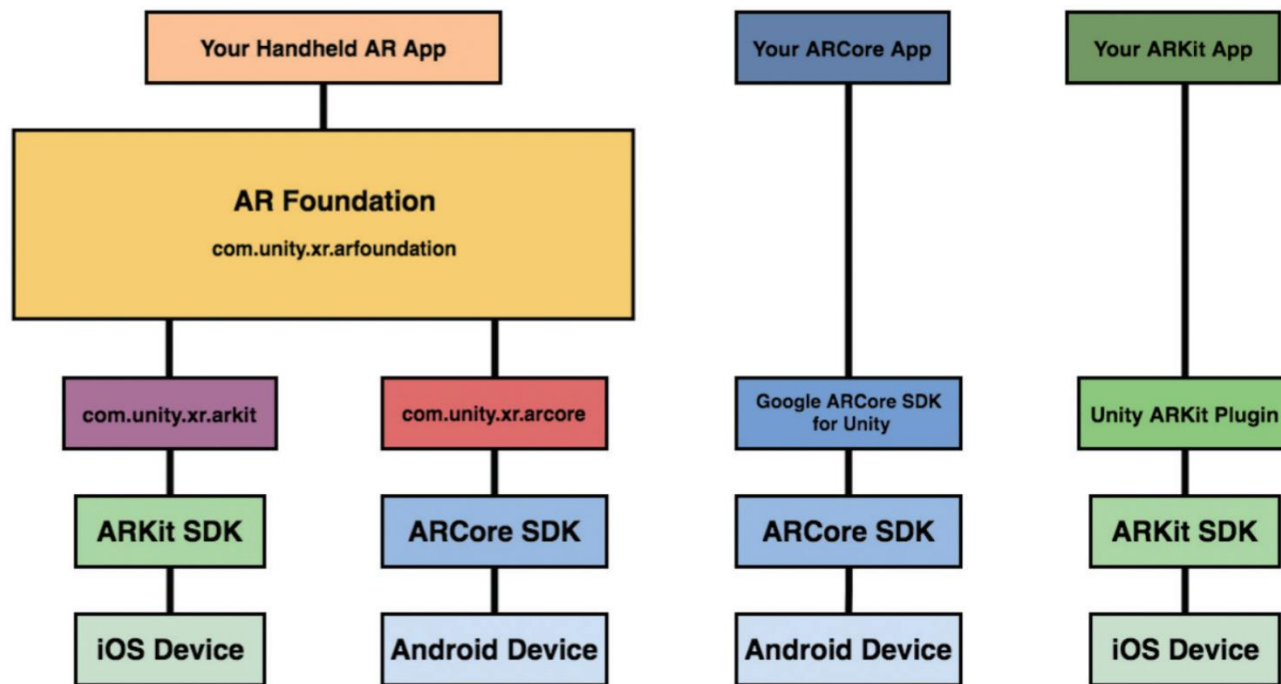 Your Handheld AR App
Your ARCore App
Your ARKit App
AR Foundation
com.unity.xr.arfoundation
com.unity.xr.arkit
com.unity.xr.arcore
Google ARCore SDK
for Unity
Unity ARKit Plugin
ARKit SDK
ARCore SDK
ARCore SDK
ARKit SDK
iOS Device
Android Device
Android Device
iOS Device